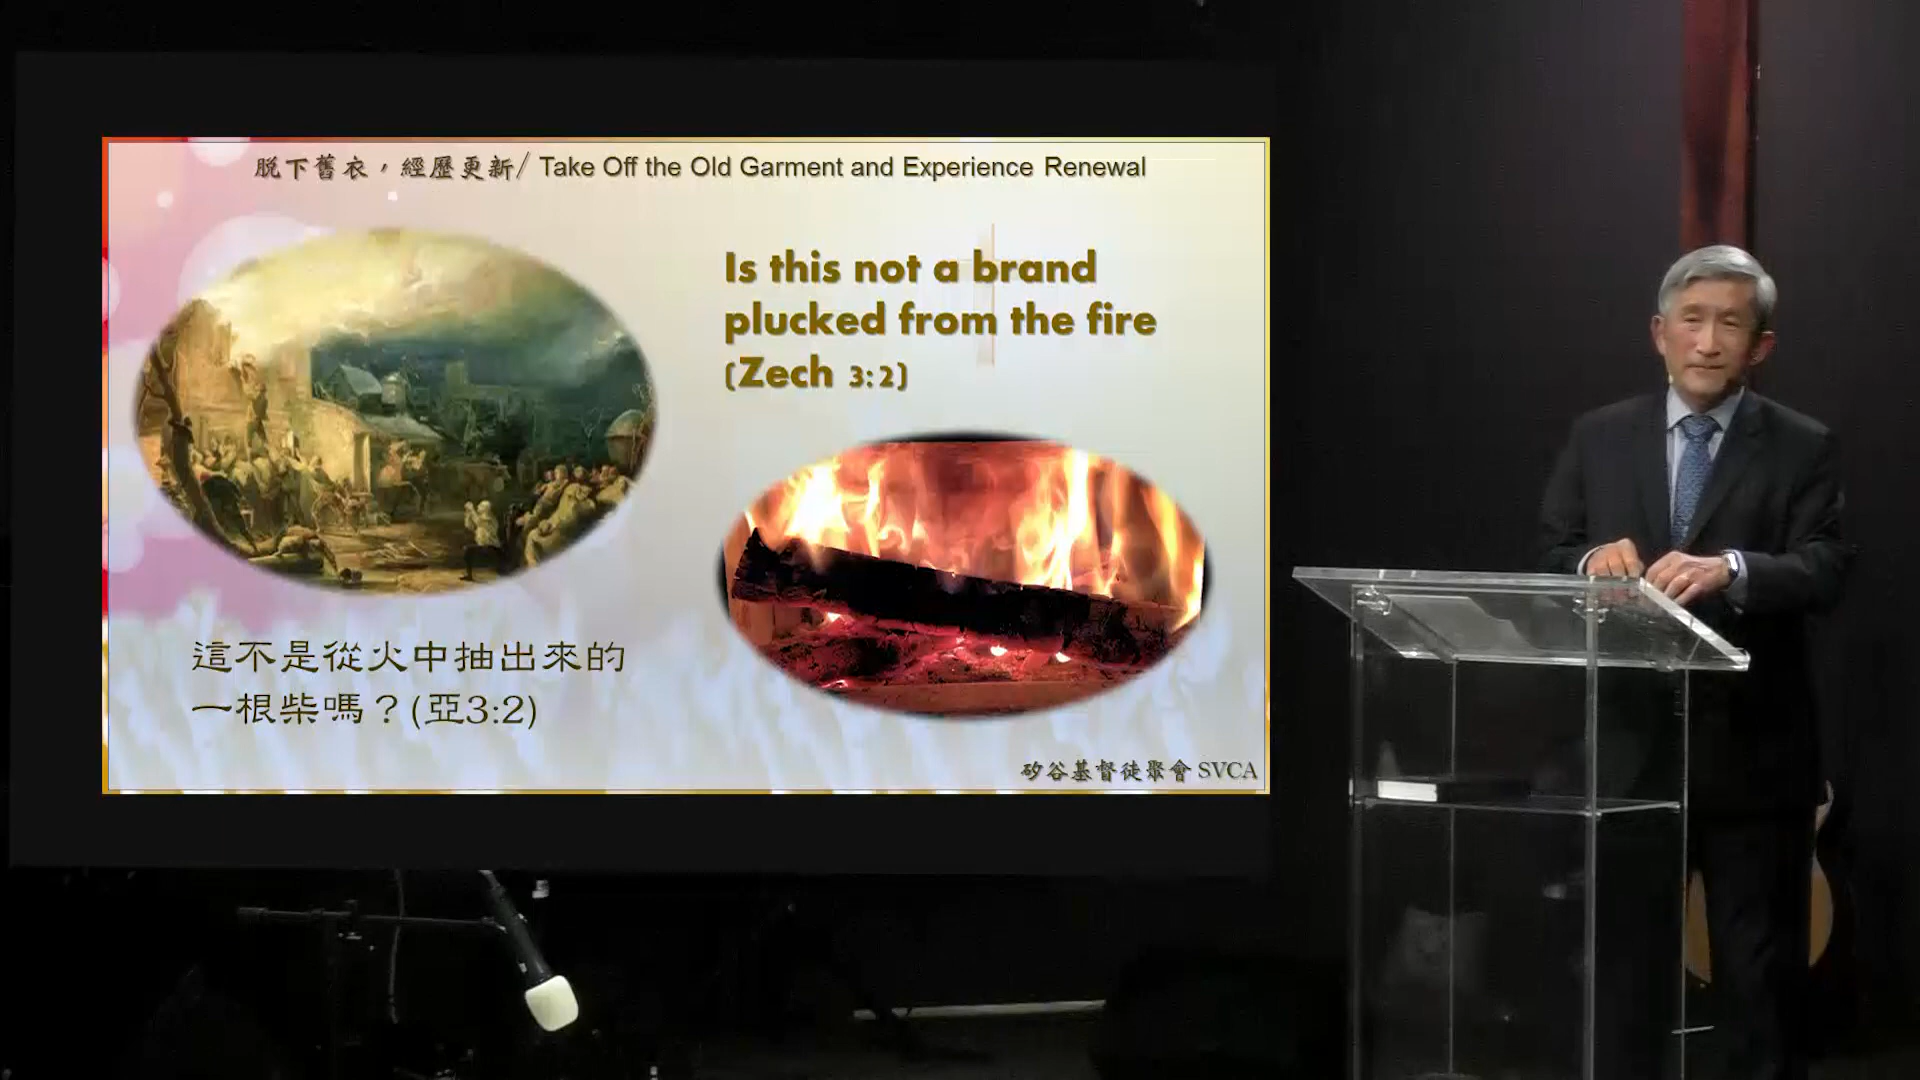 脫下舊衣，經歷更新/ Take Off the Old Garment and Experience Renewal
Is this not a brand
plucked from the fire
(Zech 3:2)
這不是從火中抽出來的
一根柴嗎？(亞3:2)
矽谷基督徒聚會 SVCA